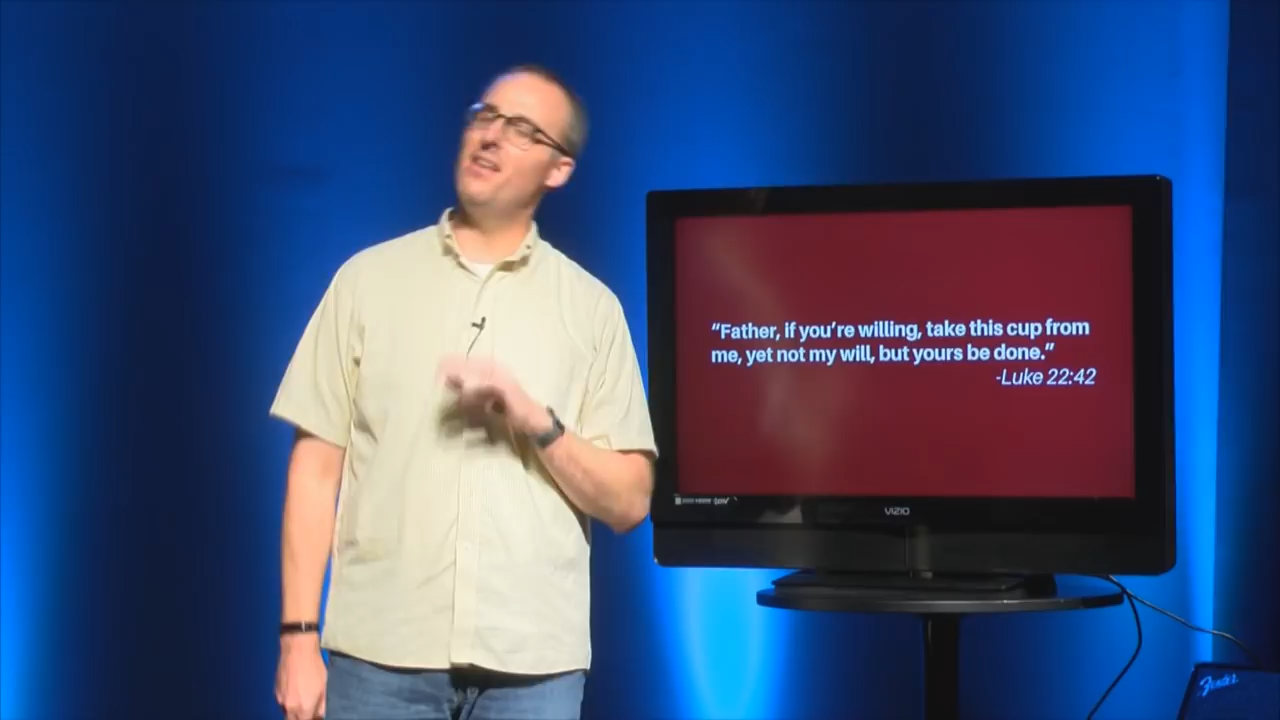 “Father, if you’re willing, take this cup from
me, yet not my will, but yours be done.”
-Luke 22:42
VIZIO
Fender